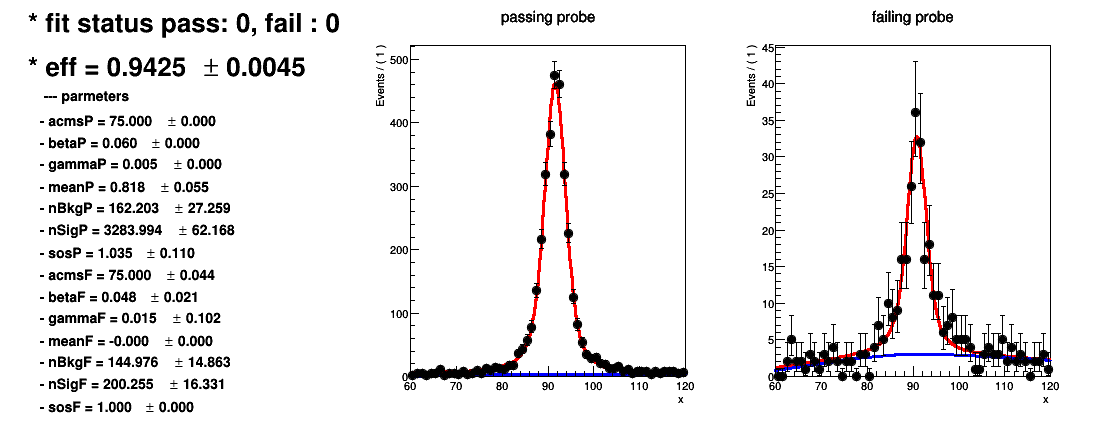 * fit status pass: 0, fail : 0
* eff = 0.9425 ± 0.0045
--- parmeters
- acmsP = 75.000 ± 0.000
- betaP = 0.060 ± 0.000
- gammaP = 0.005 ± 0.000
- meanP = 0.818 ± 0.055
- nBkgP = 162.203 ± 27.259
- nSigP = 3283.994 ± 62.168
- sosP = 1.035 ± 0.110
- acmsF = 75.000 ± 0.044
- betaF = 0.048 ± 0.021
- gammaF = 0.015 ± 0.102
- meanF = -0.000 ± 0.000
- nBkgF = 144.976 ± 14.863
- nSigF = 200.255 ± 16.331
- sosF = 1.000 ± 0.000
passing probe
Events / ( 1 )
500
400
300
200
100
0
60 70 80 90 100 110 120
x
failing probe
Events / ( 1 )
45
40
35
30
25
20
15
10
5
0
60 70 80 90 100 110 120
x